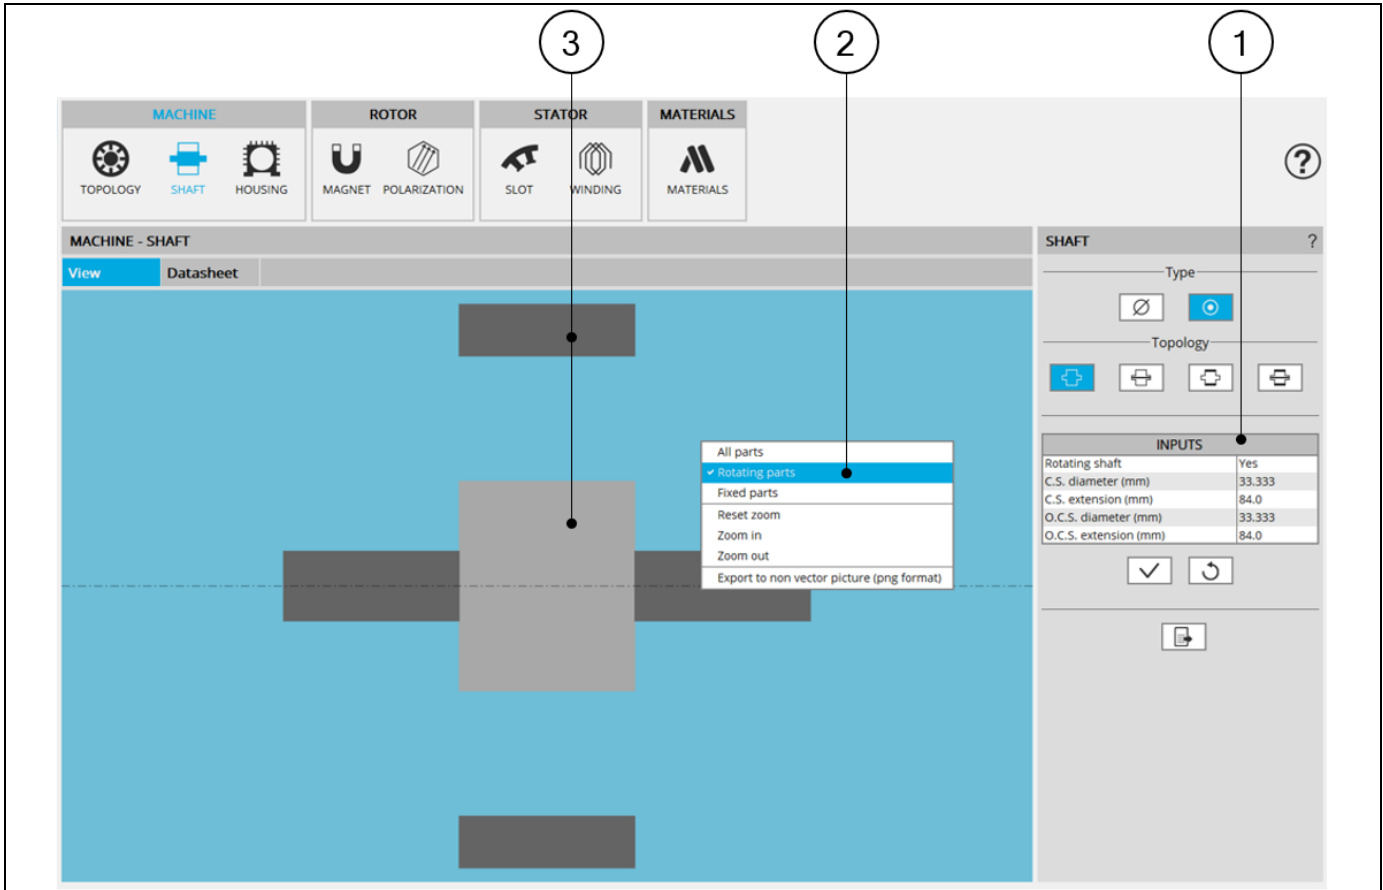 3 2 1
MACHINE ROTOR STATOR MATERIALS
TOPOLOGY SHAFT HOUSING MAGNET POLARIZATION SLOT WINDING MATERIALS
?
MACHINE - SHAFT
View Datasheet
All parts
Rotating parts
Fixed parts
Reset zoom
Zoom in
Zoom out
Export to non vector picture (png format)
SHAFT ?
Type
Topology
INPUTS
Rotating shaft Yes
C.S. diameter (mm) 33.333
C.S. extension (mm) 84.0
O.C.S. diameter (mm) 33.333
O.C.S. extension (mm) 84.0